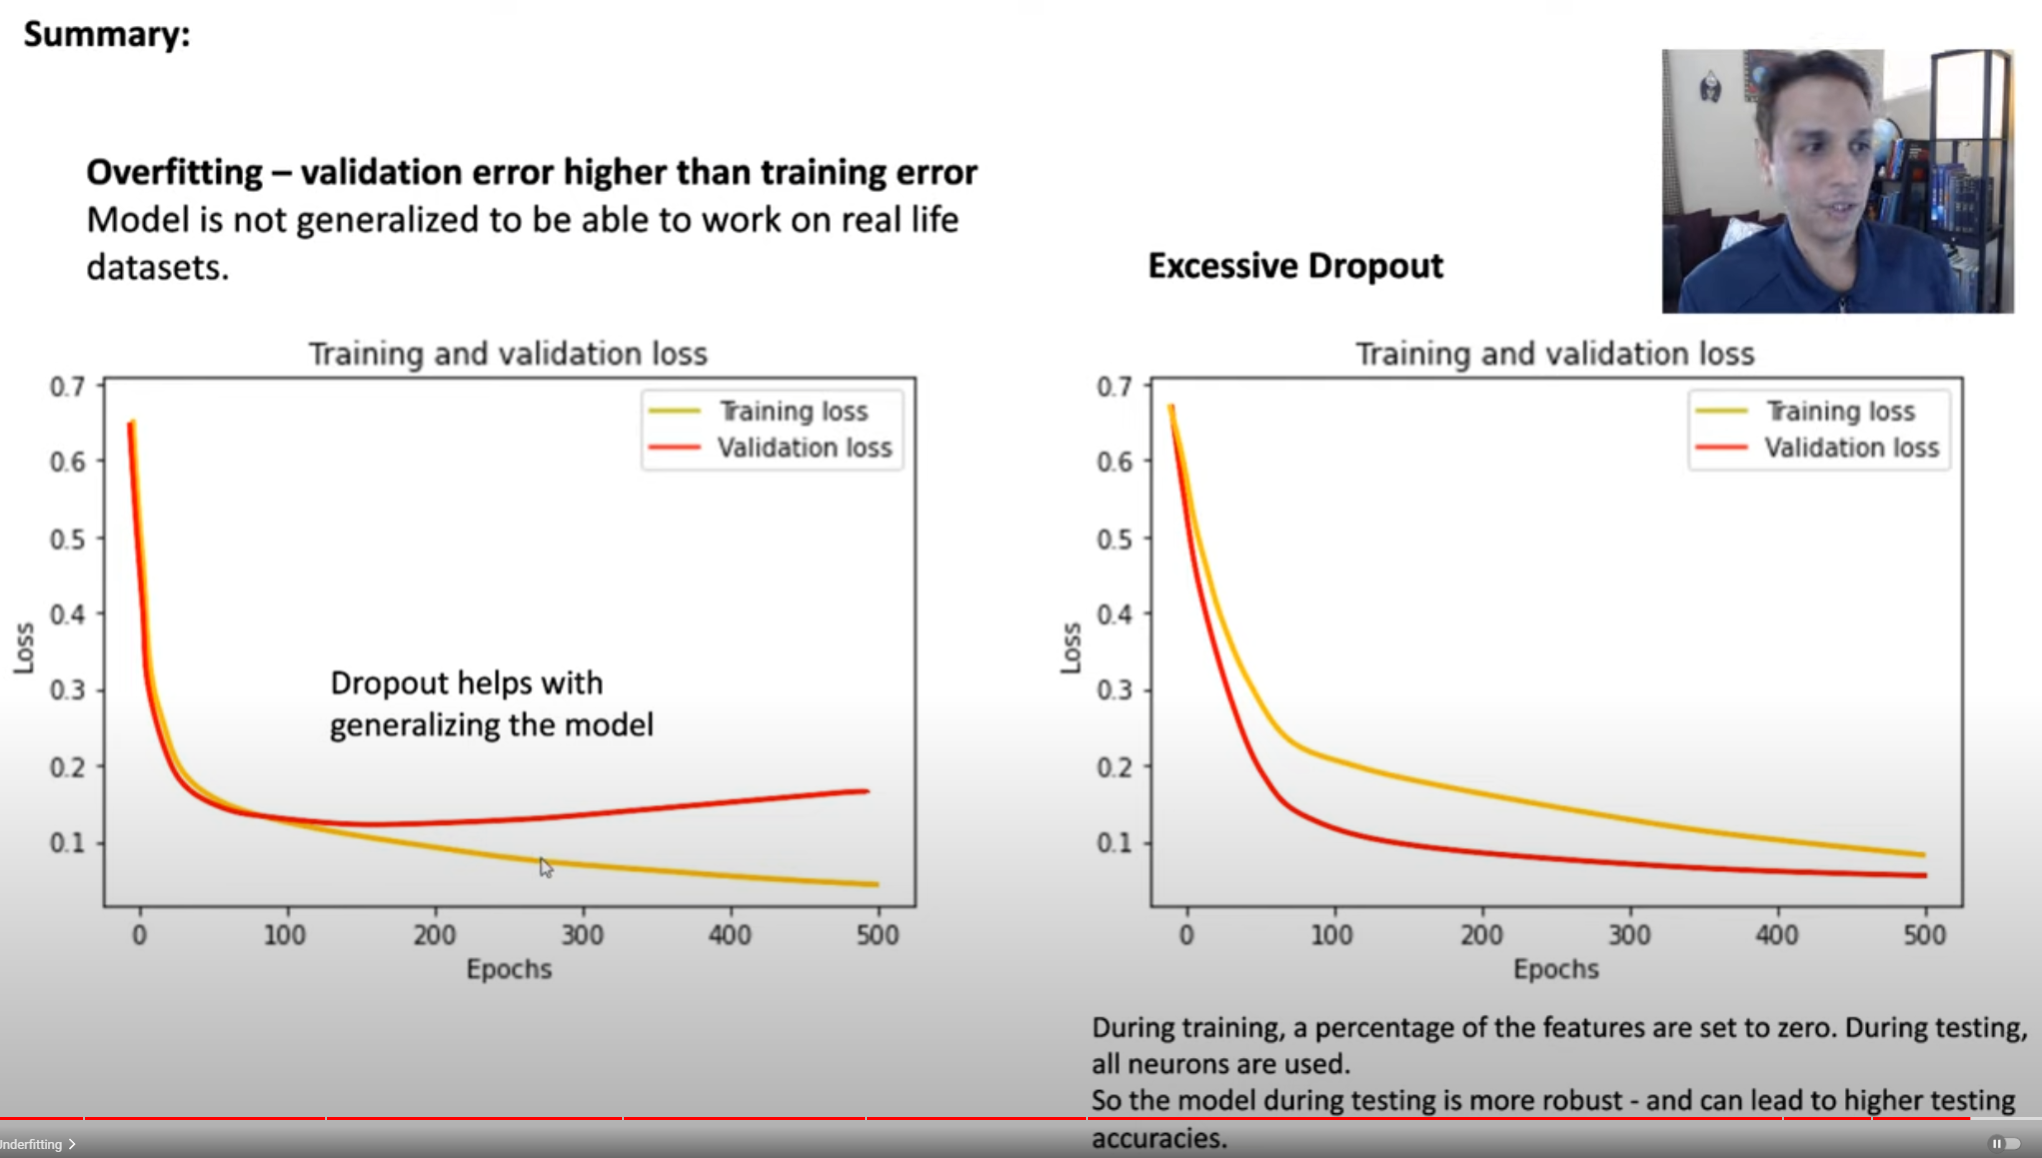 Summary:
Overfitting – validation error higher than training error
Model is not generalized to be able to work on real life
datasets.
Excessive Dropout
Training and validation loss
0.7
0.6
0.5
0.4
0.3
0.2
0.1
Loss
Training loss
Validation loss
Dropout helps with
generalizing the model
0 100 200 300 400 500
Epochs
Training and validation loss
0.7
0.6
0.5
0.4
0.3
0.2
0.1
Loss
Training loss
Validation loss
0 100 200 300 400 500
Epochs
During training, a percentage of the features are set to zero. During testing,
all neurons are used.
So the model during testing is more robust - and can lead to higher testing
accuracies.
Underfitting